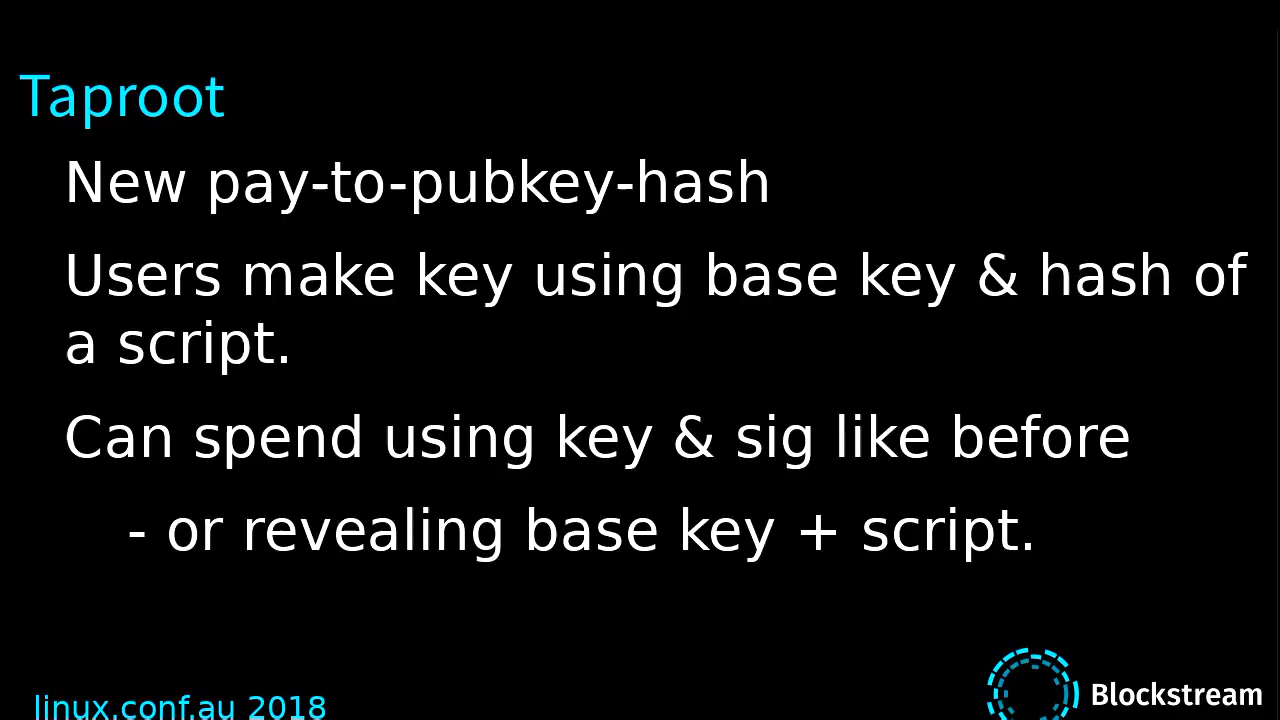 Taproot
New pay-to-pubkey-hash
Users make key using base key & hash of
a script.
Can spend using key & sig like before
- or revealing base key + script.
linux.conf.au 2018
Blockstream